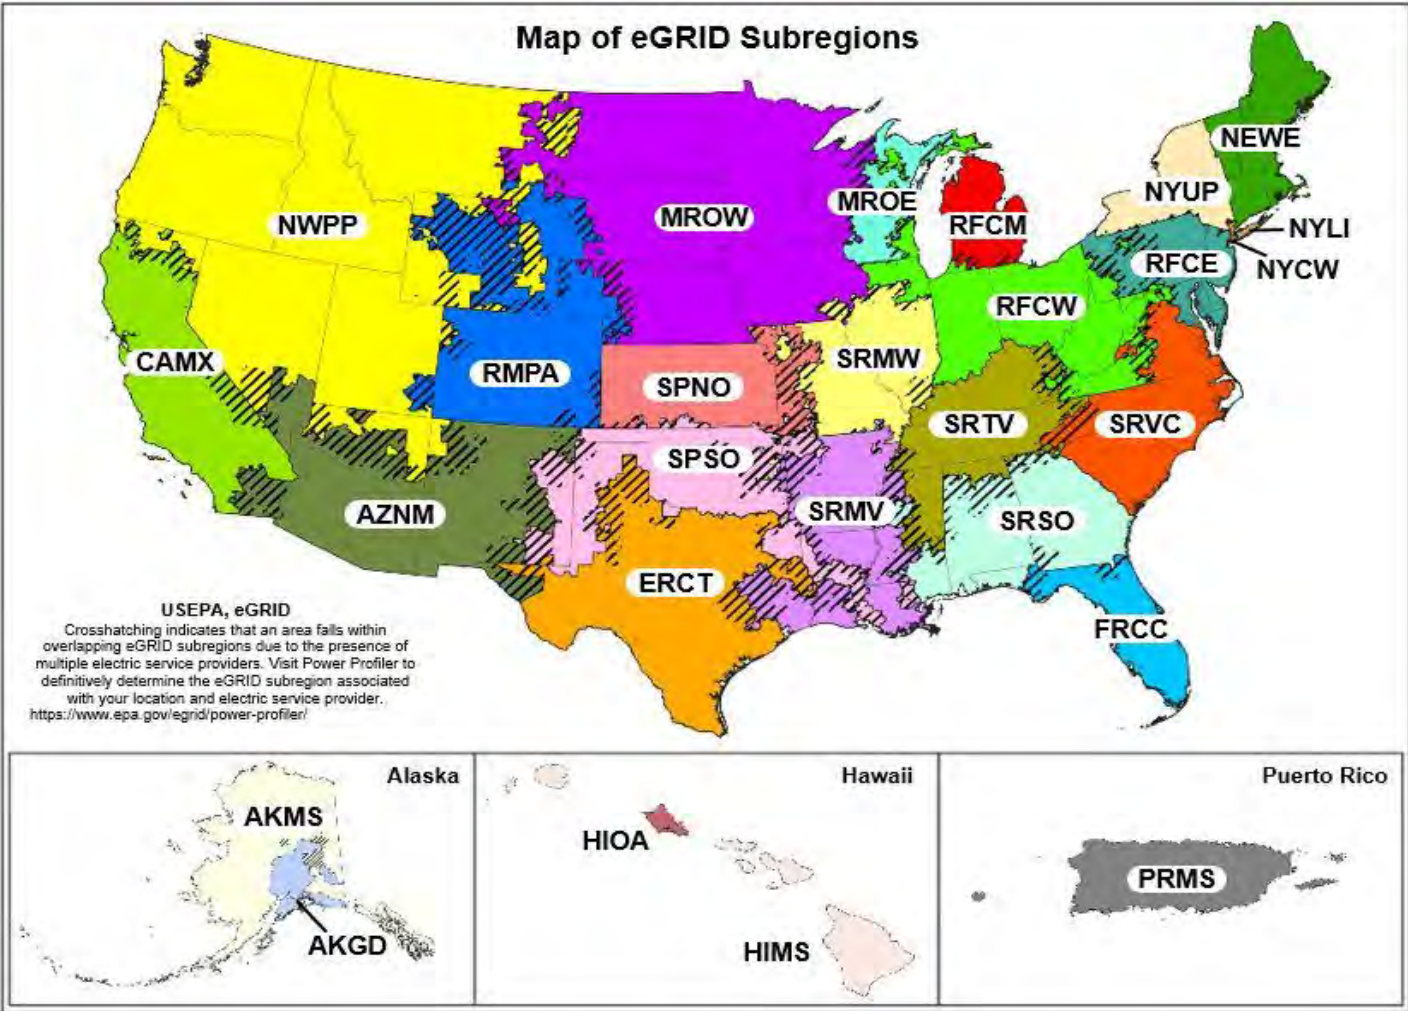 Map of eGRID Subregions
NEWE
NYUP
MROE
MROW
RFCM
NWPP
NYLI
RFCE
NYCW
RFCW
CAMX
SRMW
RMPA
SPNO
SRTV
SRVC
SPSO
AZNM
SRMV
SRSO
ERCT
FRCC
USEPA, eGRID
Crosshatching indicates that an area falls within
overlapping eGRID subregions due to the presence of
multiple electric service providers. Visit Power Profiler to
definitively determine the eGRID subregion associated
with your location and electric service provider.
https://www.epa.gov/egrid/power-profiler/
Alaska
AKMS
AKGD
Hawaii
HIOA
HIMS
Puerto Rico
PRMS